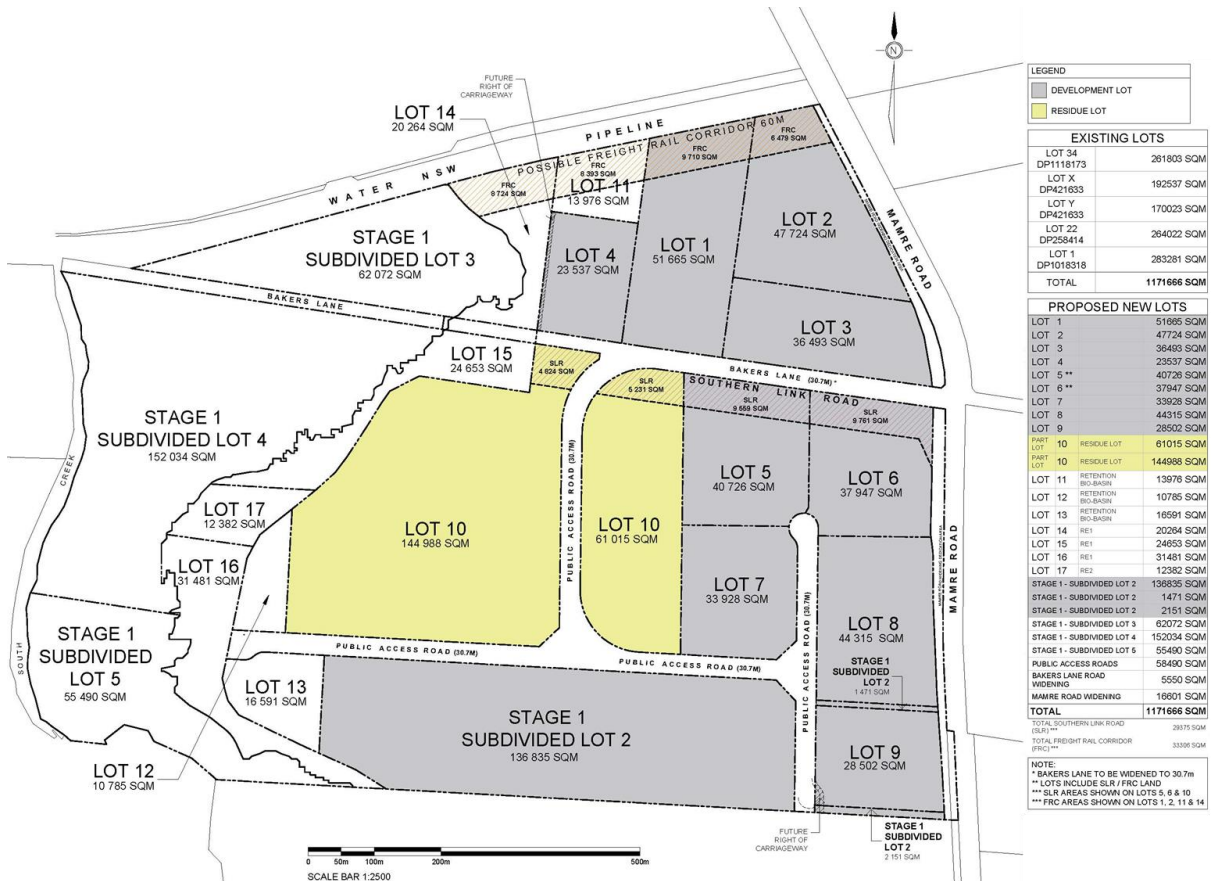 FUTURE
RIGHT OF
CARRIAGEWAY
LOT 14
20 264 SQM
WATER NSW PIPELINE
POSSIBLE FREIGHT RAIL CORRIDOR 60M
FRC
8 724 SQM
FRC
8 393 SQM
FRC
9 710 SQM
FRC
6 479 SQM
LOT 11
13 976 SQM
STAGE 1
SUBDIVIDED LOT 3
62 072 SQM
LOT 4
23 537 SQM
LOT 1
51 665 SQM
LOT 2
47 724 SQM
LOT 3
36 493 SQM
MAMRE ROAD
BAKERS LANE
BAKERS LANE (30.7M) *
SOUTHERN LINK ROAD
LOT 15
24 653 SQM
SLR
4 824 SQM
SLR
5 231 SQM
SLR
9 559 SQM
SLR
9 761 SQM
STAGE 1
SUBDIVIDED LOT 4
152 034 SQM
SOUTH CREEK
LOT 17
12 382 SQM
LOT 16
31 481 SQM
LOT 10
144 988 SQM
PUBLIC ACCESS ROAD (30.7M)
LOT 10
61 015 SQM
LOT 5
40 726 SQM
LOT 6
37 947 SQM
LOT 7
33 928 SQM
LOT 8
44 315 SQM
MAMRE ROAD
PUBLIC ACCESS ROAD (30.7M)
STAGE 1
SUBDIVIDED
LOT 2
1 471 SQM
STAGE 1
SUBDIVIDED
LOT 5
55 490 SQM
PUBLIC ACCESS ROAD (30.7M)
PUBLIC ACCESS ROAD (30.7M)
LOT 13
16 591 SQM
STAGE 1
SUBDIVIDED LOT 2
136 835 SQM
LOT 9
28 502 SQM
LOT 12
10 785 SQM
FUTURE
RIGHT OF
CARRIAGEWAY
STAGE 1
SUBDIVIDED
LOT 2
2 151 SQM
0 50m 100m 200m 500m
SCALE BAR 1:2500
N
LEGEND
DEVELOPMENT LOT
RESIDUE LOT
EXISTING LOTS
LOT 34
DP1118173 261803 SQM
LOT X
DP421633 192537 SQM
LOT Y
DP421633 170023 SQM
LOT 22
DP258414 264022 SQM
LOT 1
DP1018318 283281 SQM
TOTAL 1171666 SQM
PROPOSED NEW LOTS
LOT 1 51665 SQM
LOT 2 47724 SQM
LOT 3 36493 SQM
LOT 4 23537 SQM
LOT 5 ** 40726 SQM
LOT 6 ** 37947 SQM
LOT 7 33928 SQM
LOT 8 44315 SQM
LOT 9 28502 SQM
PART LOT 10 RESIDUE LOT 61015 SQM
PART LOT 10 RESIDUE LOT 144988 SQM
LOT 11 RETENTION BIO-BASIN 13976 SQM
LOT 12 RETENTION BIO-BASIN 10785 SQM
LOT 13 RETENTION BIO-BASIN 16591 SQM
LOT 14 RE1 20264 SQM
LOT 15 RE1 24653 SQM
LOT 16 RE1 31481 SQM
LOT 17 RE2 12382 SQM
STAGE 1 - SUBDIVIDED LOT 2 136835 SQM
STAGE 1 - SUBDIVIDED LOT 2 1471 SQM
STAGE 1 - SUBDIVIDED LOT 2 2151 SQM
STAGE 1 - SUBDIVIDED LOT 3 62072 SQM
STAGE 1 - SUBDIVIDED LOT 4 152034 SQM
STAGE 1 - SUBDIVIDED LOT 5 55490 SQM
PUBLIC ACCESS ROADS 58490 SQM
BAKERS LANE ROAD
WIDENING 5550 SQM
MAMRE ROAD WIDENING 16601 SQM
TOTAL 1171666 SQM
TOTAL SOUTHERN LINK ROAD
(SLR) *** 29375 SQM
TOTAL FREIGHT RAIL CORRIDOR
(FRC) *** 33306 SQM
NOTE:
* BAKERS LANE TO BE WIDENED TO 30.7m
** LOTS INCLUDE SLR / FRC LAND
*** SLR AREAS SHOWN ON LOTS 5, 6 & 10
*** FRC AREAS SHOWN ON LOTS 1, 2, 11 & 14